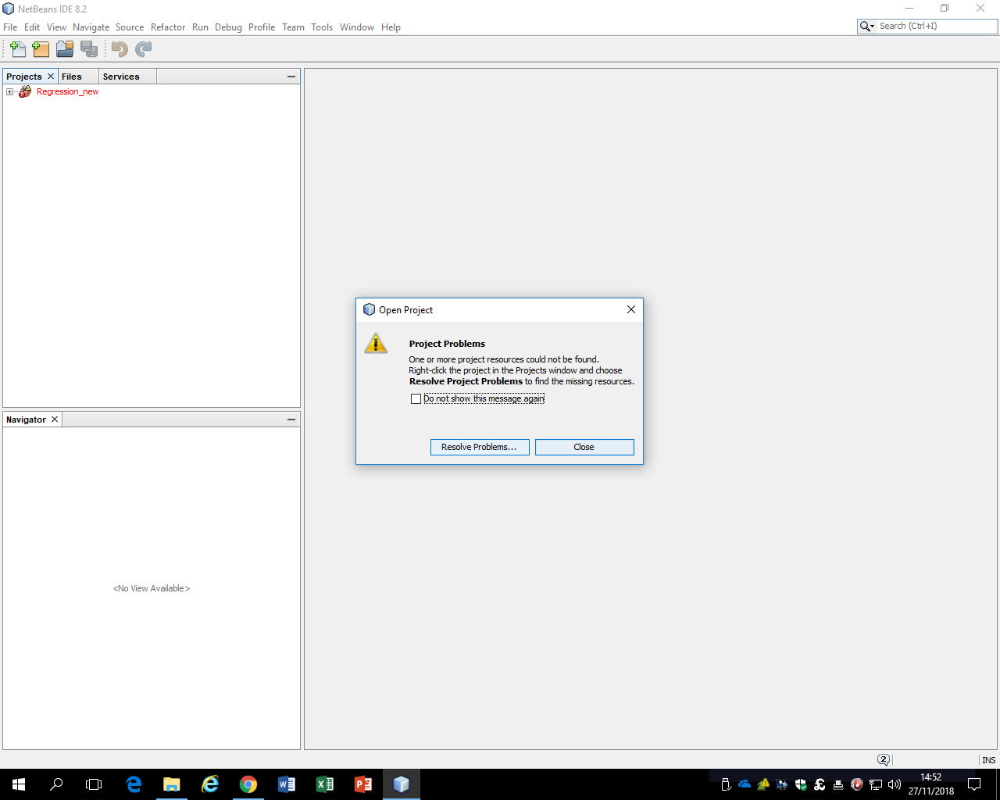 NetBeans IDE 8.2
File Edit View Navigate Source Refactor Run Debug Profile Team Tools Window Help
Search (Ctrl+I)
Projects Files Services
Regression_new
Open Project
Project Problems
One or more project resources could not be found.
Right-click the project in the Projects window and choose
Resolve Project Problems to find the missing resources.
Do not show this message again
Resolve Problems... Close
Navigator
<No View Available>
2
INS
14:52
27/11/2018